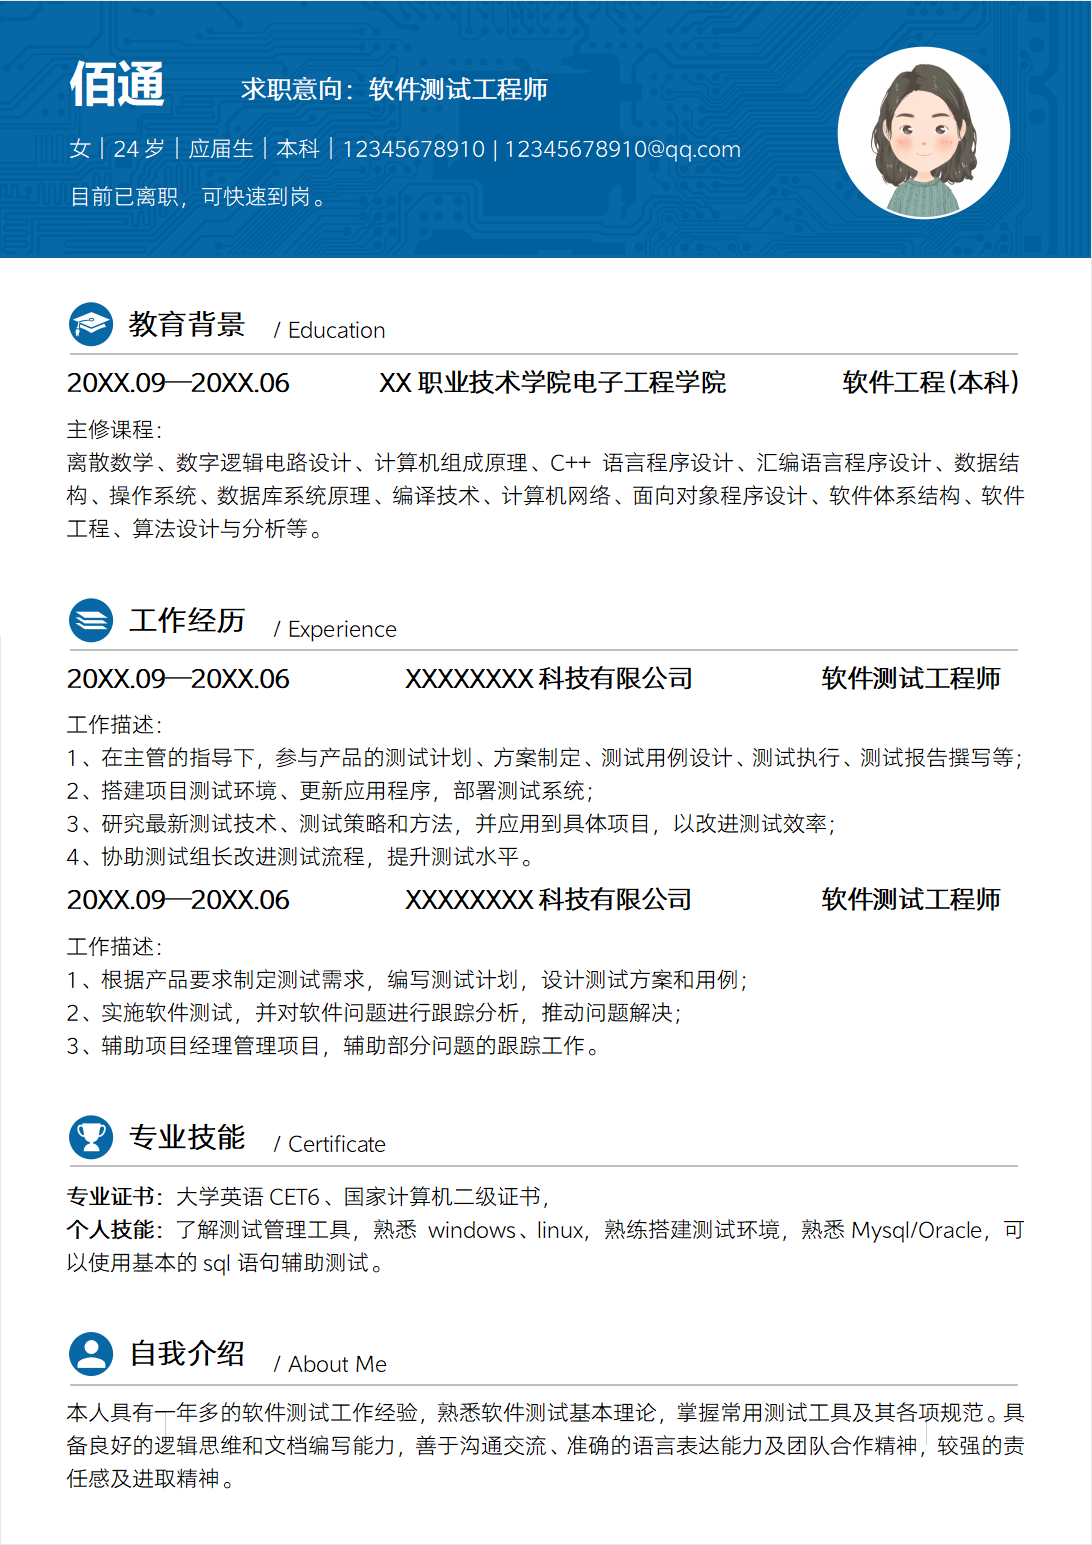 佰通 求职意向：软件测试工程师
女｜24 岁｜应届生｜本科｜12345678910 | 12345678910@qq.com
目前已离职，可快速到岗。
教育背景 / Education
20XX.09—20XX.06 XX 职业技术学院电子工程学院 软件工程(本科)
主修课程：
离散数学、数字逻辑电路设计、计算机组成原理、C++ 语言程序设计、汇编语言程序设计、数据结
构、操作系统、数据库系统原理、编译技术、计算机网络、面向对象程序设计、软件体系结构、软件
工程、算法设计与分析等。
工作经历 / Experience
20XX.09—20XX.06 XXXXXXXX 科技有限公司 软件测试工程师
工作描述：
1、在主管的指导下，参与产品的测试计划、方案制定、测试用例设计、测试执行、测试报告撰写等；
2、搭建项目测试环境、更新应用程序，部署测试系统；
3、研究最新测试技术、测试策略和方法，并应用到具体项目，以改进测试效率；
4、协助测试组长改进测试流程，提升测试水平。
20XX.09—20XX.06 XXXXXXXX 科技有限公司 软件测试工程师
工作描述：
1、根据产品要求制定测试需求，编写测试计划，设计测试方案和用例；
2、实施软件测试，并对软件问题进行跟踪分析，推动问题解决；
3、辅助项目经理管理项目，辅助部分问题的跟踪工作。
专业技能 / Certificate
专业证书：大学英语 CET6、国家计算机二级证书，
个人技能：了解测试管理工具，熟悉 windows、linux，熟练搭建测试环境，熟悉 Mysql/Oracle，可
以使用基本的 sql 语句辅助测试。
自我介绍 / About Me
本人具有一年多的软件测试工作经验，熟悉软件测试基本理论，掌握常用测试工具及其各项规范。具
备良好的逻辑思维和文档编写能力，善于沟通交流、准确的语言表达能力及团队合作精神，较强的责
任感及进取精神。